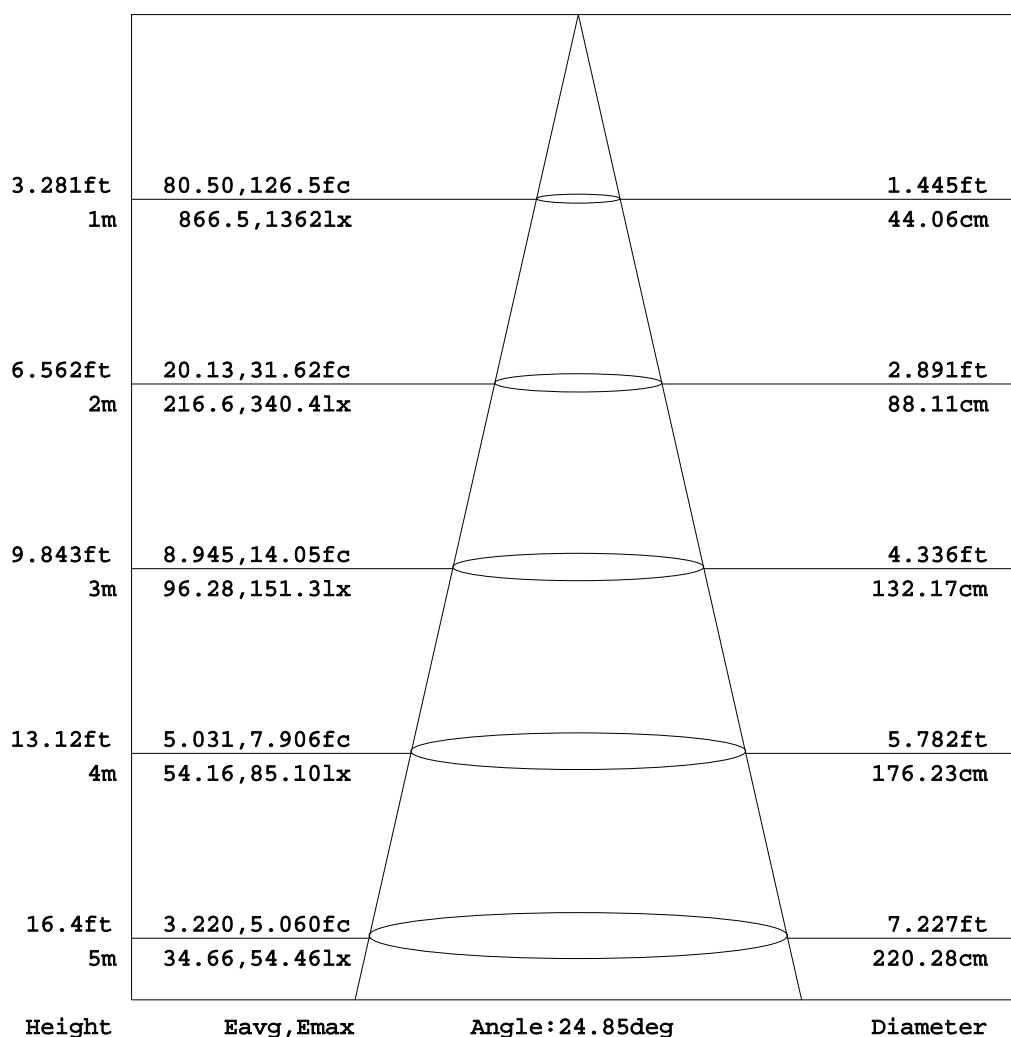 3.281ft 80.50,126.5fc 1.445ft
1m 866.5,1362lx 44.06cm
6.562ft 20.13,31.62fc 2.891ft
2m 216.6,340.4lx 88.11cm
9.843ft 8.945,14.05fc 4.336ft
3m 96.28,151.3lx 132.17cm
13.12ft 5.031,7.906fc 5.782ft
4m 54.16,85.10lx 176.23cm
16.4ft 3.220,5.060fc 7.227ft
5m 34.66,54.46lx 220.28cm
Height Eavg,Emax Angle:24.85deg Diameter